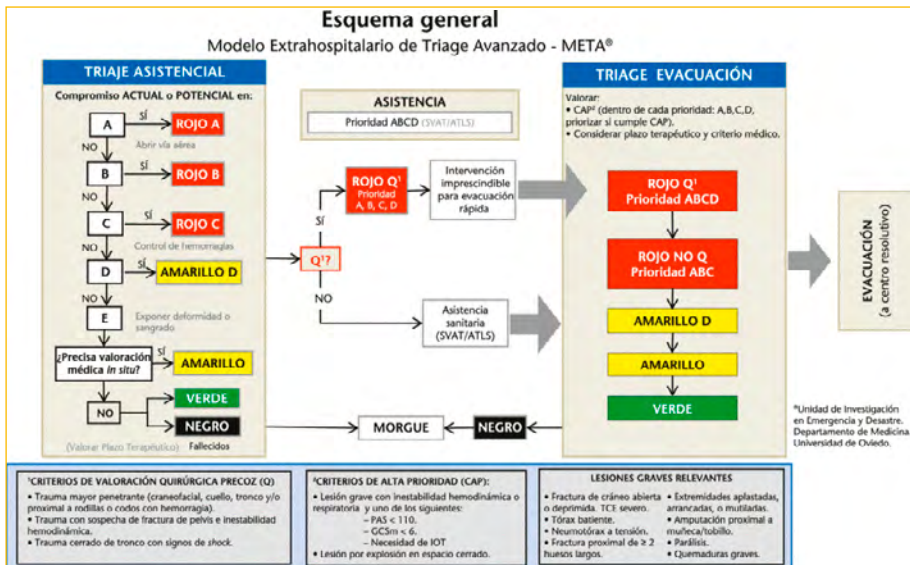 Esquema general
Modelo Extrahospitalario de Triage Avanzado - META®
TRIAJE ASISTENCIAL
Compromiso ACTUAL o POTENCIAL en:
A
SÍ
ROJO A
Abrir vía aérea
NO
B
SÍ
ROJO B
NO
C
SÍ
ROJO C
Control de hemorragias
NO
D
SÍ
AMARILLO D
NO
E
Exponer deformidad o
sangrado
¿Precisa valoración
médica in situ?
SÍ
AMARILLO
NO
VERDE
NEGRO
(Valorar Plazo Terapéutico)
Fallecidos
ASISTENCIA
Prioridad ABCD (SVAT/ATLS)
Q¹?
SÍ
ROJO Q¹
Prioridad
A, B, C, D
Intervención
imprescindible
para evacuación
rápida
NO
Asistencia
sanitaria
(SVAT/ATLS)
MORGUE
NEGRO
TRIAGE EVACUACIÓN
Valorar:
• CAP² (dentro de cada prioridad: A,B,C,D,
priorizar si cumple CAP).
• Considerar plazo terapéutico y criterio médico.
ROJO Q¹
Prioridad ABCD
ROJO NO Q
Prioridad ABC
AMARILLO D
AMARILLO
VERDE
EVACUACIÓN
(a centro resolutivo)
®Unidad de Investigación
en Emergencia y Desastre.
Departamento de Medicina.
Universidad de Oviedo.
¹CRITERIOS DE VALORACIÓN QUIRÚRGICA PRECOZ (Q)
• Trauma mayor penetrante (craneofacial, cuello, tronco y/o
proximal a rodillas o codos con hemorragia).
• Trauma con sospecha de fractura de pelvis e inestabilidad
hemodinámica.
• Trauma cerrado de tronco con signos de shock.
²CRITERIOS DE ALTA PRIORIDAD (CAP):
• Lesión grave con inestabilidad hemodinámica o
respiratoria y uno de los siguientes:
– PAS < 110.
– GCSm < 6.
– Necesidad de IOT
• Lesión por explosión en espacio cerrado.
LESIONES GRAVES RELEVANTES
• Fractura de cráneo abierta
o deprimida. TCE severo.
• Tórax batiente.
• Neumotórax a tensión.
• Fractura proximal de ≥ 2
huesos largos.
• Extremidades aplastadas,
arrancadas, o mutiladas.
• Amputación proximal a
muñeca/tobillo.
• Parálisis.
• Quemaduras graves.